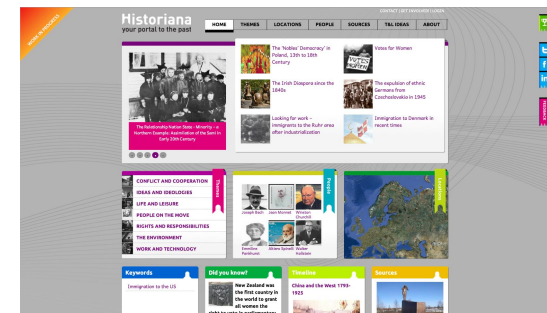 CONTACT | GET INVOLVED | LOGIN
Historiana
your portal to the past
HOME
THEMES
LOCATIONS
PEOPLE
SOURCES
T&L IDEAS
ABOUT
WORK IN PROGRESS
The Relationship Nation State - Minority – a
Northern Example: Assimilation of the Sami in
Early 20th Century
The 'Nobles' Democracy' in
Poland, 13th to 18th
Century
Votes for Women
VOTES
The Irish Diaspora since the
1840s
The expulsion of ethnic
Germans from
Czechoslovakia in 1945
Looking for work –
immigrants to the Ruhr area
after industrialization
Immigration to Denmark in
recent times
FEEDBACK
CONFLICT AND COOPERATION
IDEAS AND IDEOLOGIES
LIFE AND LEISURE
PEOPLE ON THE MOVE
RIGHTS AND RESPONSIBILITIES
THE ENVIRONMENT
WORK AND TECHNOLOGY
Themes
People
Joseph Bech
Jean Monnet
Winston
Churchill
Emmeline
Pankhurst
Altiero Spinelli
Walter
Hallstein
Locations
Keywords
Immigration to the US
Did you know?
New Zealand was
the first country in
the world to grant
all women the
right to vote in parliamentary
Timeline
China and the West 1793-
1925
Sources